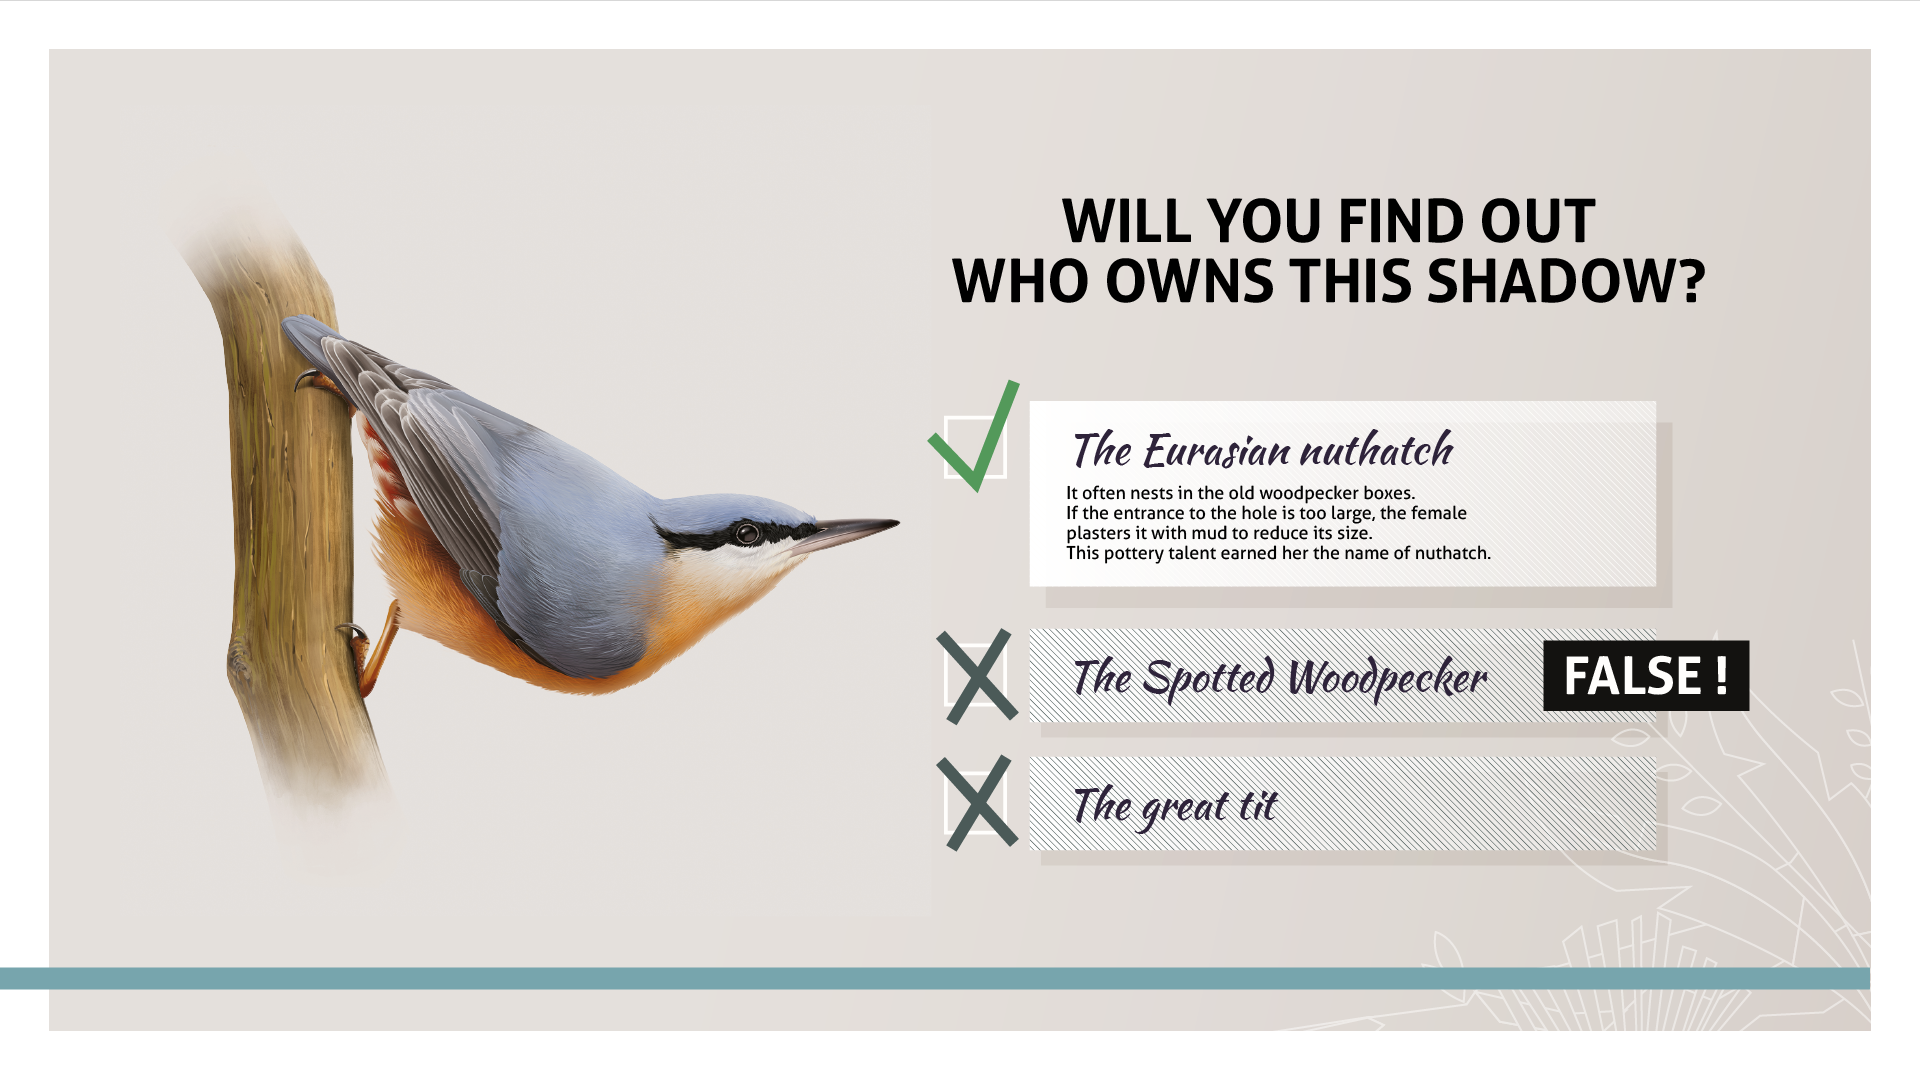 WILL YOU FIND OUT
WHO OWNS THIS SHADOW?
The Eurasian nuthatch
It often nests in the old woodpecker boxes.
If the entrance to the hole is too large, the female
plasters it with mud to reduce its size.
This pottery talent earned her the name of nuthatch.
The Spotted Woodpecker
FALSE !
The great tit